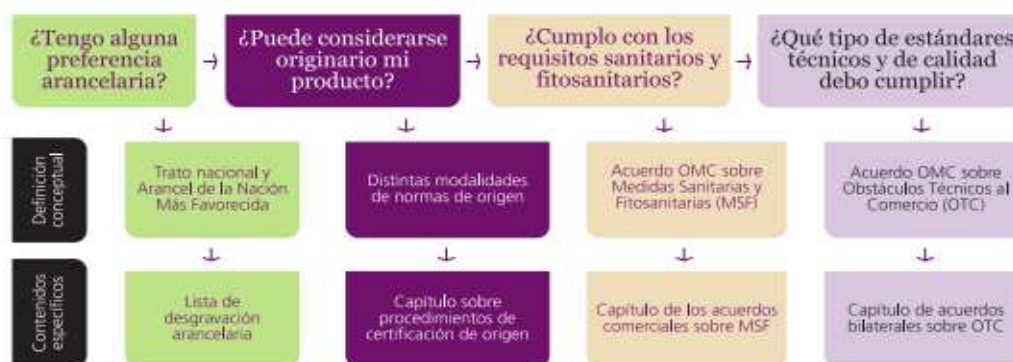 ¿Tengo alguna
preferencia
arancelaria?
¿Puede considerarse
originario mi
producto?
¿Cumplo con los
requisitos sanitarios y
fitosanitarios?
¿Qué tipo de estándares
técnicos y de calidad
debo cumplir?
Definición
conceptual
Trato nacional y
Arancel de la Nación
Más Favorecida
Distintas modalidades
de normas de origen
Acuerdo OMC sobre
Medidas Sanitarias y
Fitosanitarias (MSF)
Acuerdo OMC sobre
Obstáculos Técnicos al
Comercio (OTC)
Contenidos
específicos
Lista de
desgravación
arancelaria
Capítulo sobre
procedimientos de
certificación de origen
Capítulo de los acuerdos
comerciales sobre MSF
Capítulo de acuerdos
bilaterales sobre OTC